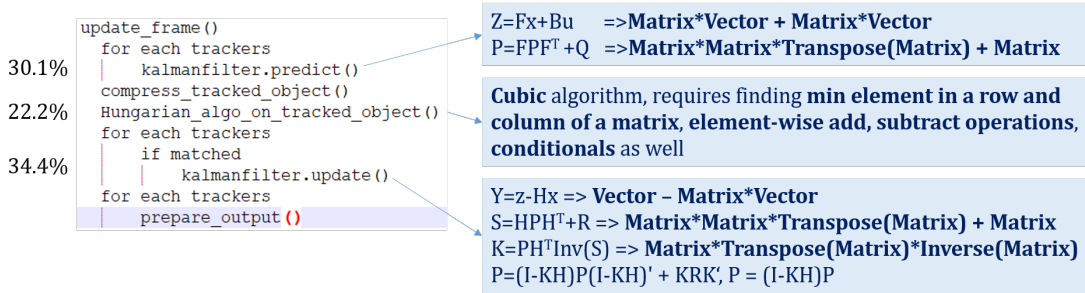 update_frame()
for each trackers
30.1%
kalmanfilter.predict()
compress_tracked_object()
22.2%
Hungarian_algo_on_tracked_object()
for each trackers
if matched
34.4%
kalmanfilter.update()
for each trackers
prepare_output()
Z=Fx+Bu =>Matrix*Vector + Matrix*Vector
P=FPFᵀ +Q =>Matrix*Matrix*Transpose(Matrix) + Matrix
Cubic algorithm, requires finding min element in a row and
column of a matrix, element-wise add, subtract operations,
conditionals as well
Y=z-Hx => Vector – Matrix*Vector
S=HPHᵀ+R => Matrix*Matrix*Transpose(Matrix) + Matrix
K=PHᵀInv(S) => Matrix*Transpose(Matrix)*Inverse(Matrix)
P=(I-KH)P(I-KH)' + KRK‘, P = (I-KH)P